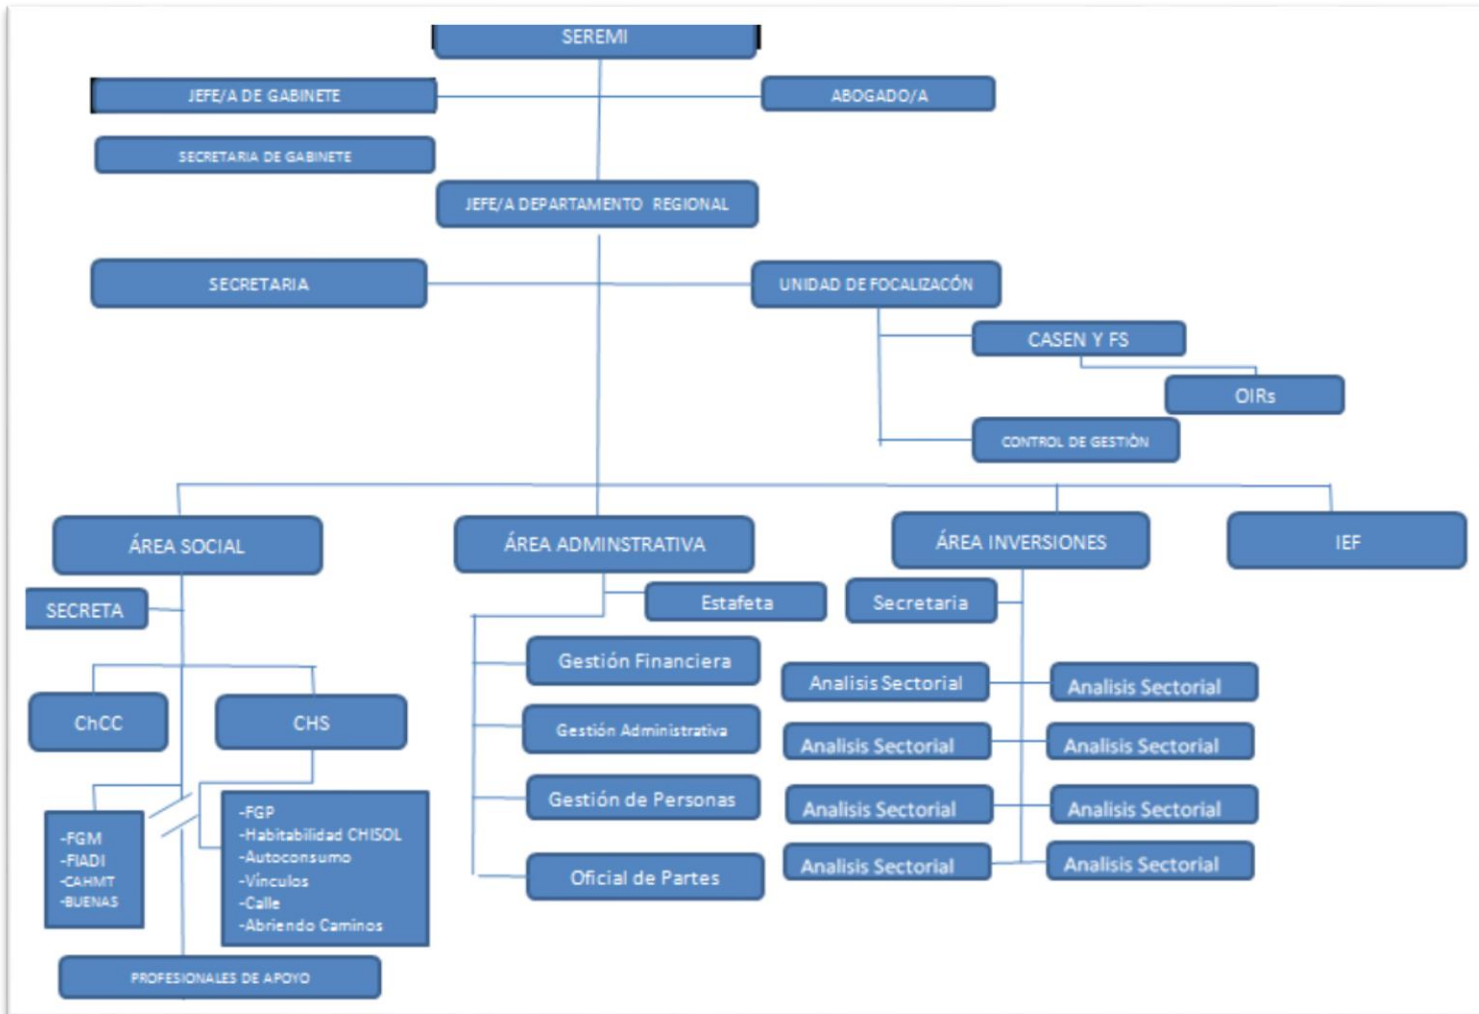 SEREMI
JEFE/A DE GABINETE
ABOGADO/A
SECRETARIA DE GABINETE
JEFE/A DEPARTAMENTO REGIONAL
SECRETARIA
UNIDAD DE FOCALIZACÓN
CASEN Y FS
OIRs
CONTROL DE GESTIÒN
ÁREA SOCIAL
ÁREA ADMINSTRATIVA
ÁREA INVERSIONES
IEF
SECRETA
Estafeta
Secretaria
Gestión Financiera
Analisis Sectorial
Analisis Sectorial
ChCC
CHS
Gestión Administrativa
Analisis Sectorial
Analisis Sectorial
Gestión de Personas
Analisis Sectorial
Analisis Sectorial
-FGM
-FIADI
-CAHMT
-BUENAS
-FGP
-Habitabilidad CHISOL
-Autoconsumo
-Vínculos
-Calle
-Abriendo Caminos
Oficial de Partes
Analisis Sectorial
Analisis Sectorial
PROFESIONALES DE APOYO